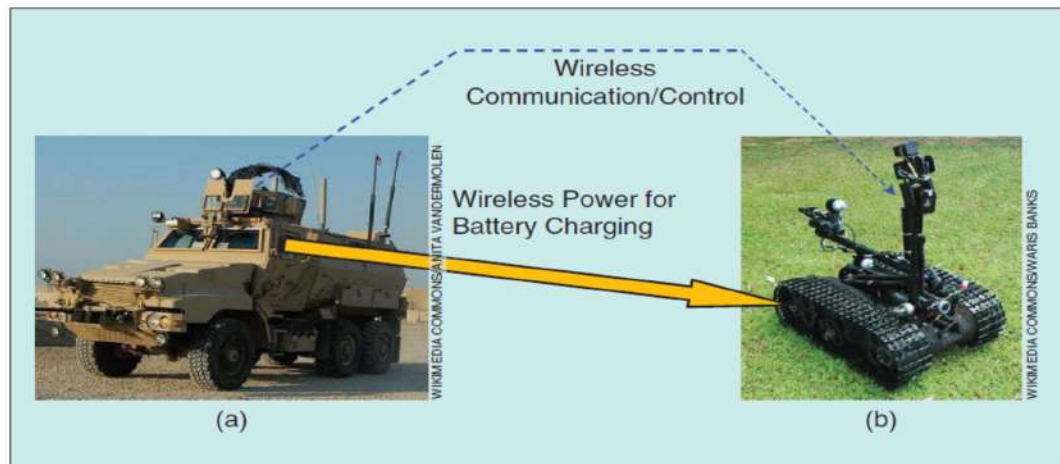 Wireless
Communication/Control
Wireless Power for
Battery Charging
WIKIMEDIA COMMONS/ANITA VANDERMOLEN
WIKIMEDIA COMMONS/WARIS BANKS
(a)
(b)